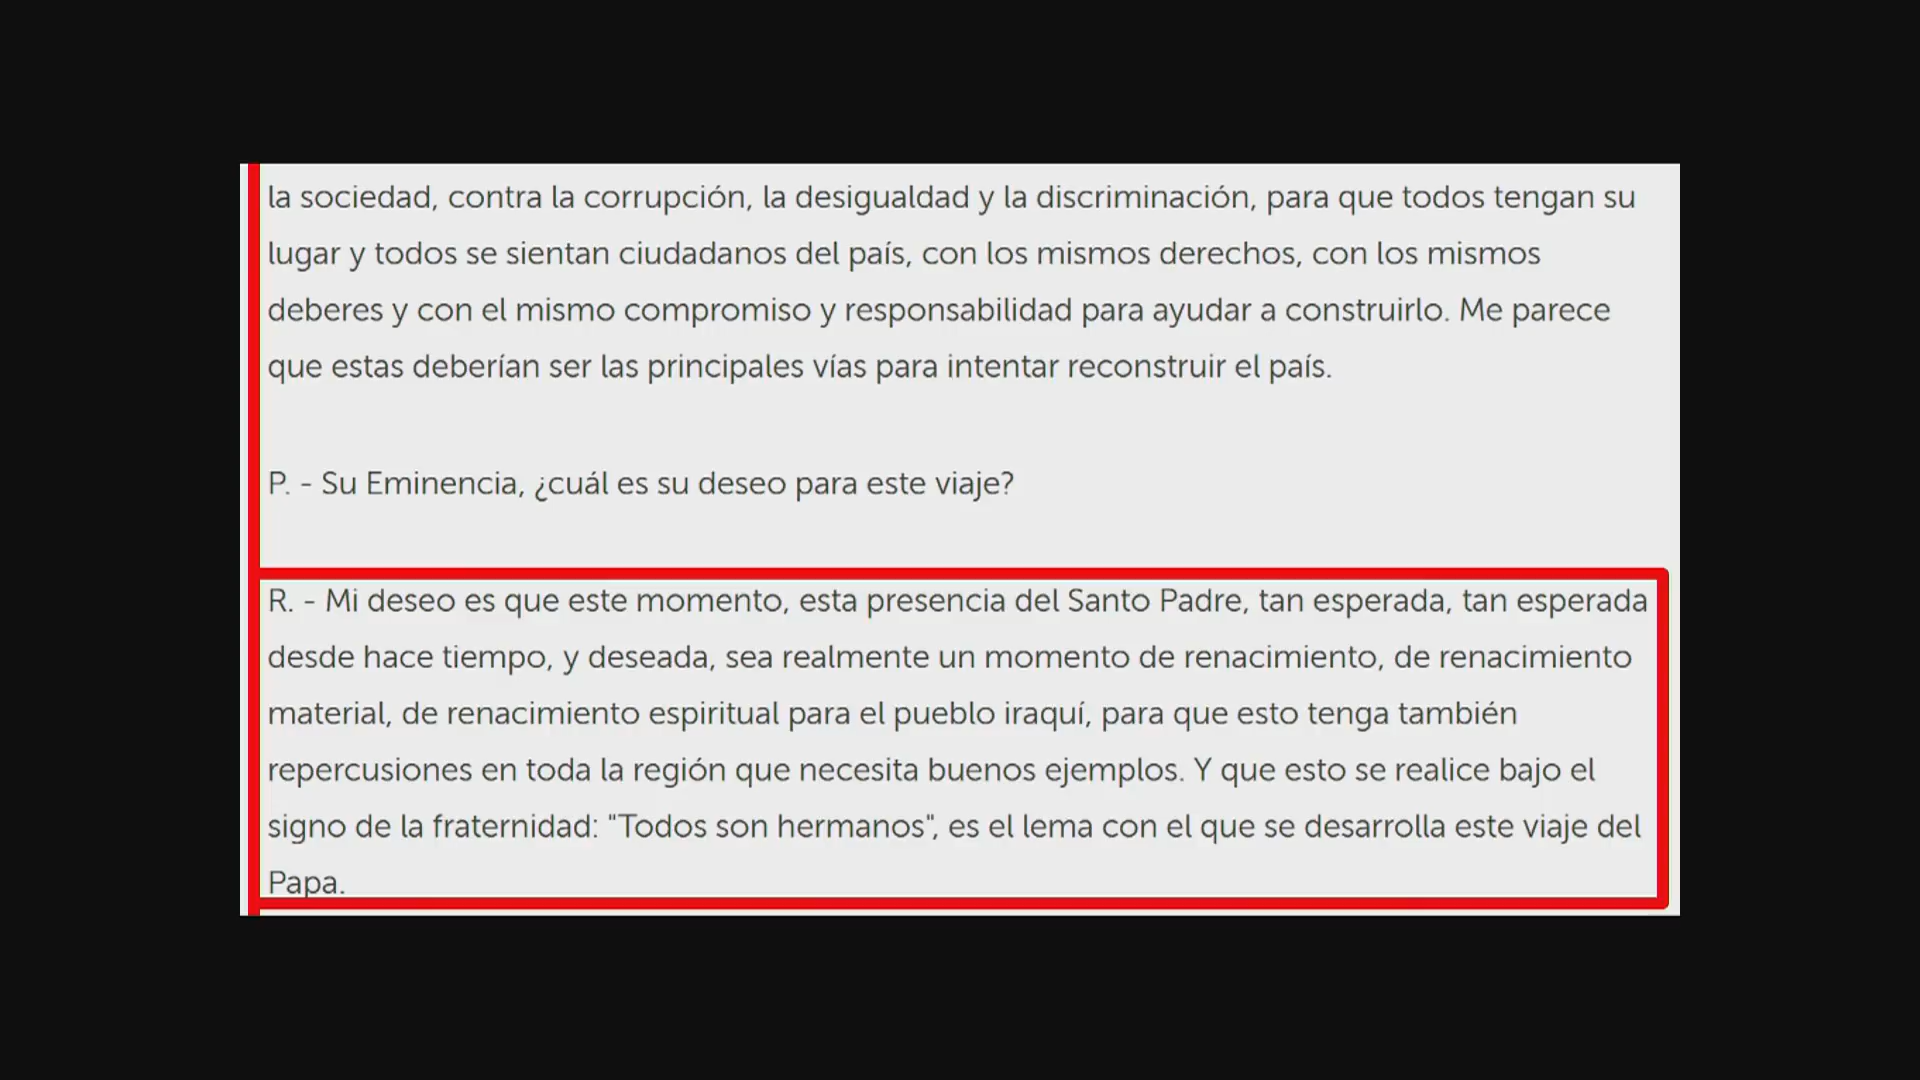 la sociedad, contra la corrupción, la desigualdad y la discriminación, para que todos tengan su
lugar y todos se sientan ciudadanos del país, con los mismos derechos, con los mismos
deberes y con el mismo compromiso y responsabilidad para ayudar a construirlo. Me parece
que estas deberían ser las principales vías para intentar reconstruir el país.
P. - Su Eminencia, ¿cuál es su deseo para este viaje?
R. - Mi deseo es que este momento, esta presencia del Santo Padre, tan esperada, tan esperada
desde hace tiempo, y deseada, sea realmente un momento de renacimiento, de renacimiento
material, de renacimiento espiritual para el pueblo iraquí, para que esto tenga también
repercusiones en toda la región que necesita buenos ejemplos. Y que esto se realice bajo el
signo de la fraternidad: "Todos son hermanos", es el lema con el que se desarrolla este viaje del
Papa.